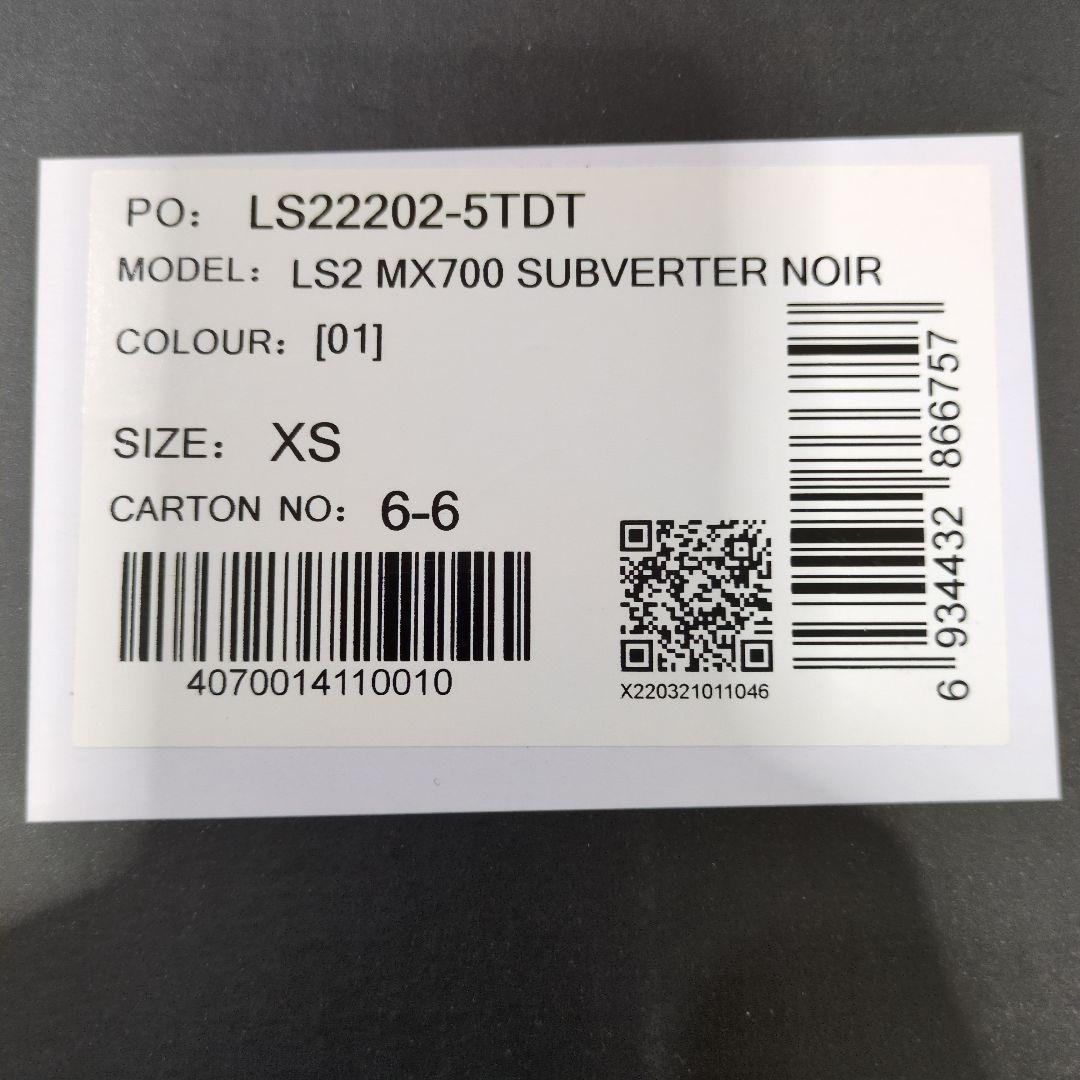 PO： LS22202-5TDT
MODEL： LS2 MX700 SUBVERTER NOIR
COLOUR： [01]
SIZE： XS
CARTON NO： 6-6
4070014110010
X220321011046
6 934432 866757